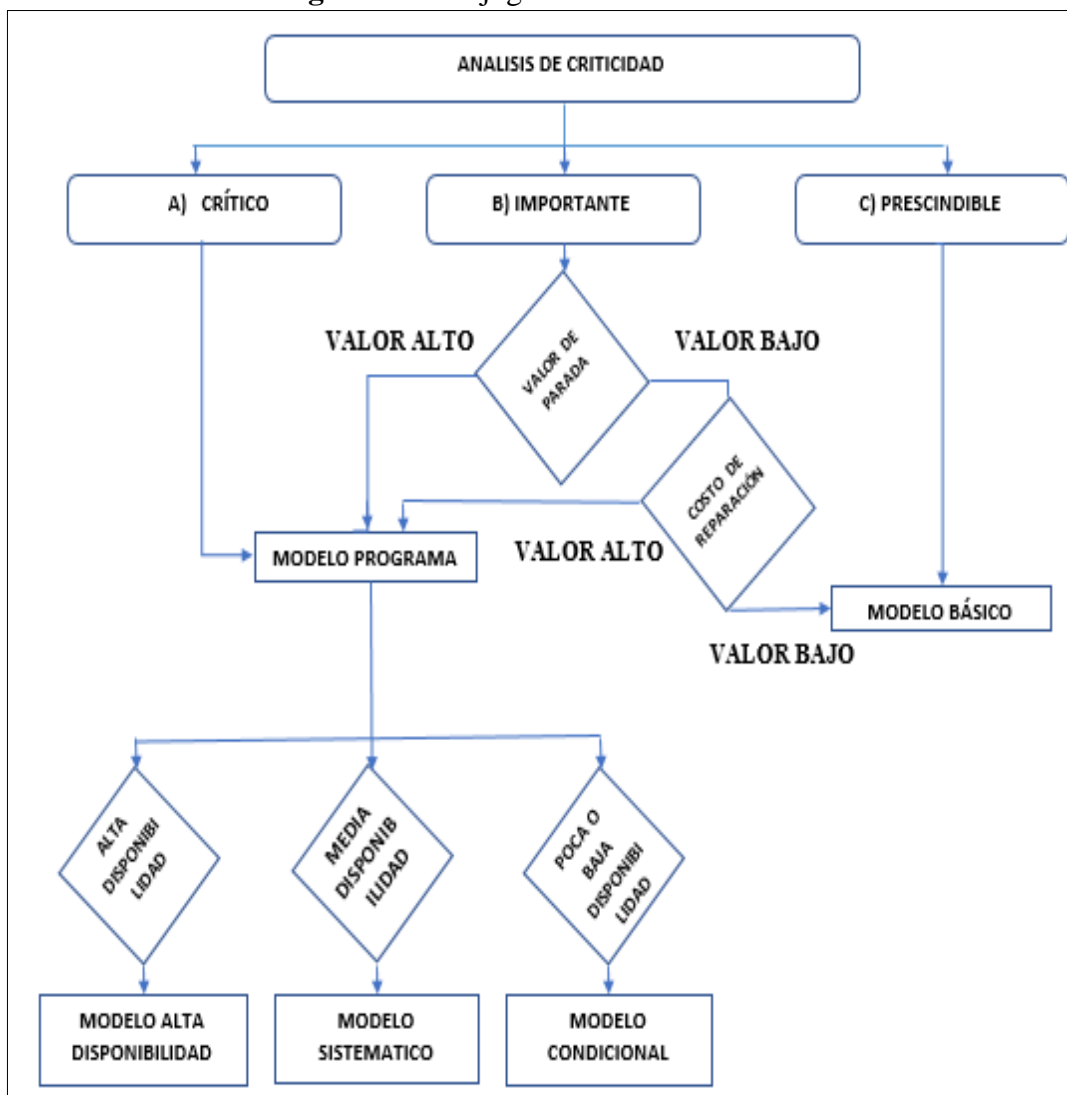 ANALISIS DE CRITICIDAD
A) CRÍTICO
B) IMPORTANTE
C) PRESCINDIBLE
VALOR ALTO
VALOR DE
PARADA
VALOR BAJO
COSTO DE
REPARACIÓN
VALOR ALTO
MODELO PROGRAMA
MODELO BÁSICO
VALOR BAJO
ALTA
DISPONIBI
LIDAD
MEDIA
DISPONIB
ILIDAD
POCA O
BAJA
DISPONIBI
LIDAD
MODELO ALTA
DISPONIBILIDAD
MODELO
SISTEMATICO
MODELO
CONDICIONAL